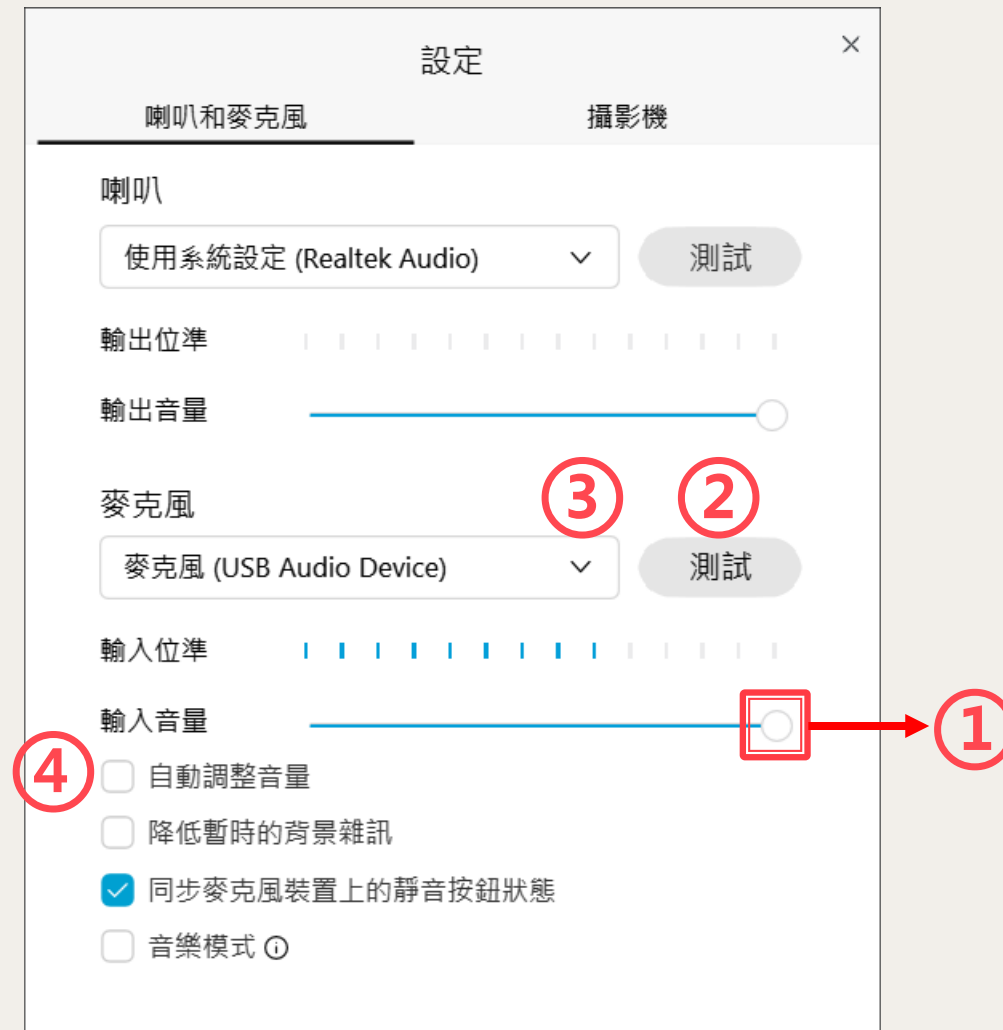 設定
喇叭和麥克風 攝影機
喇叭
使用系統設定 (Realtek Audio) 測試
輸出位準
輸出音量
麥克風 ③ ②
麥克風 (USB Audio Device) 測試
輸入位準
輸入音量 ①
④ 自動調整音量
降低暫時的背景雜訊
同步麥克風裝置上的靜音按鈕狀態
音樂模式